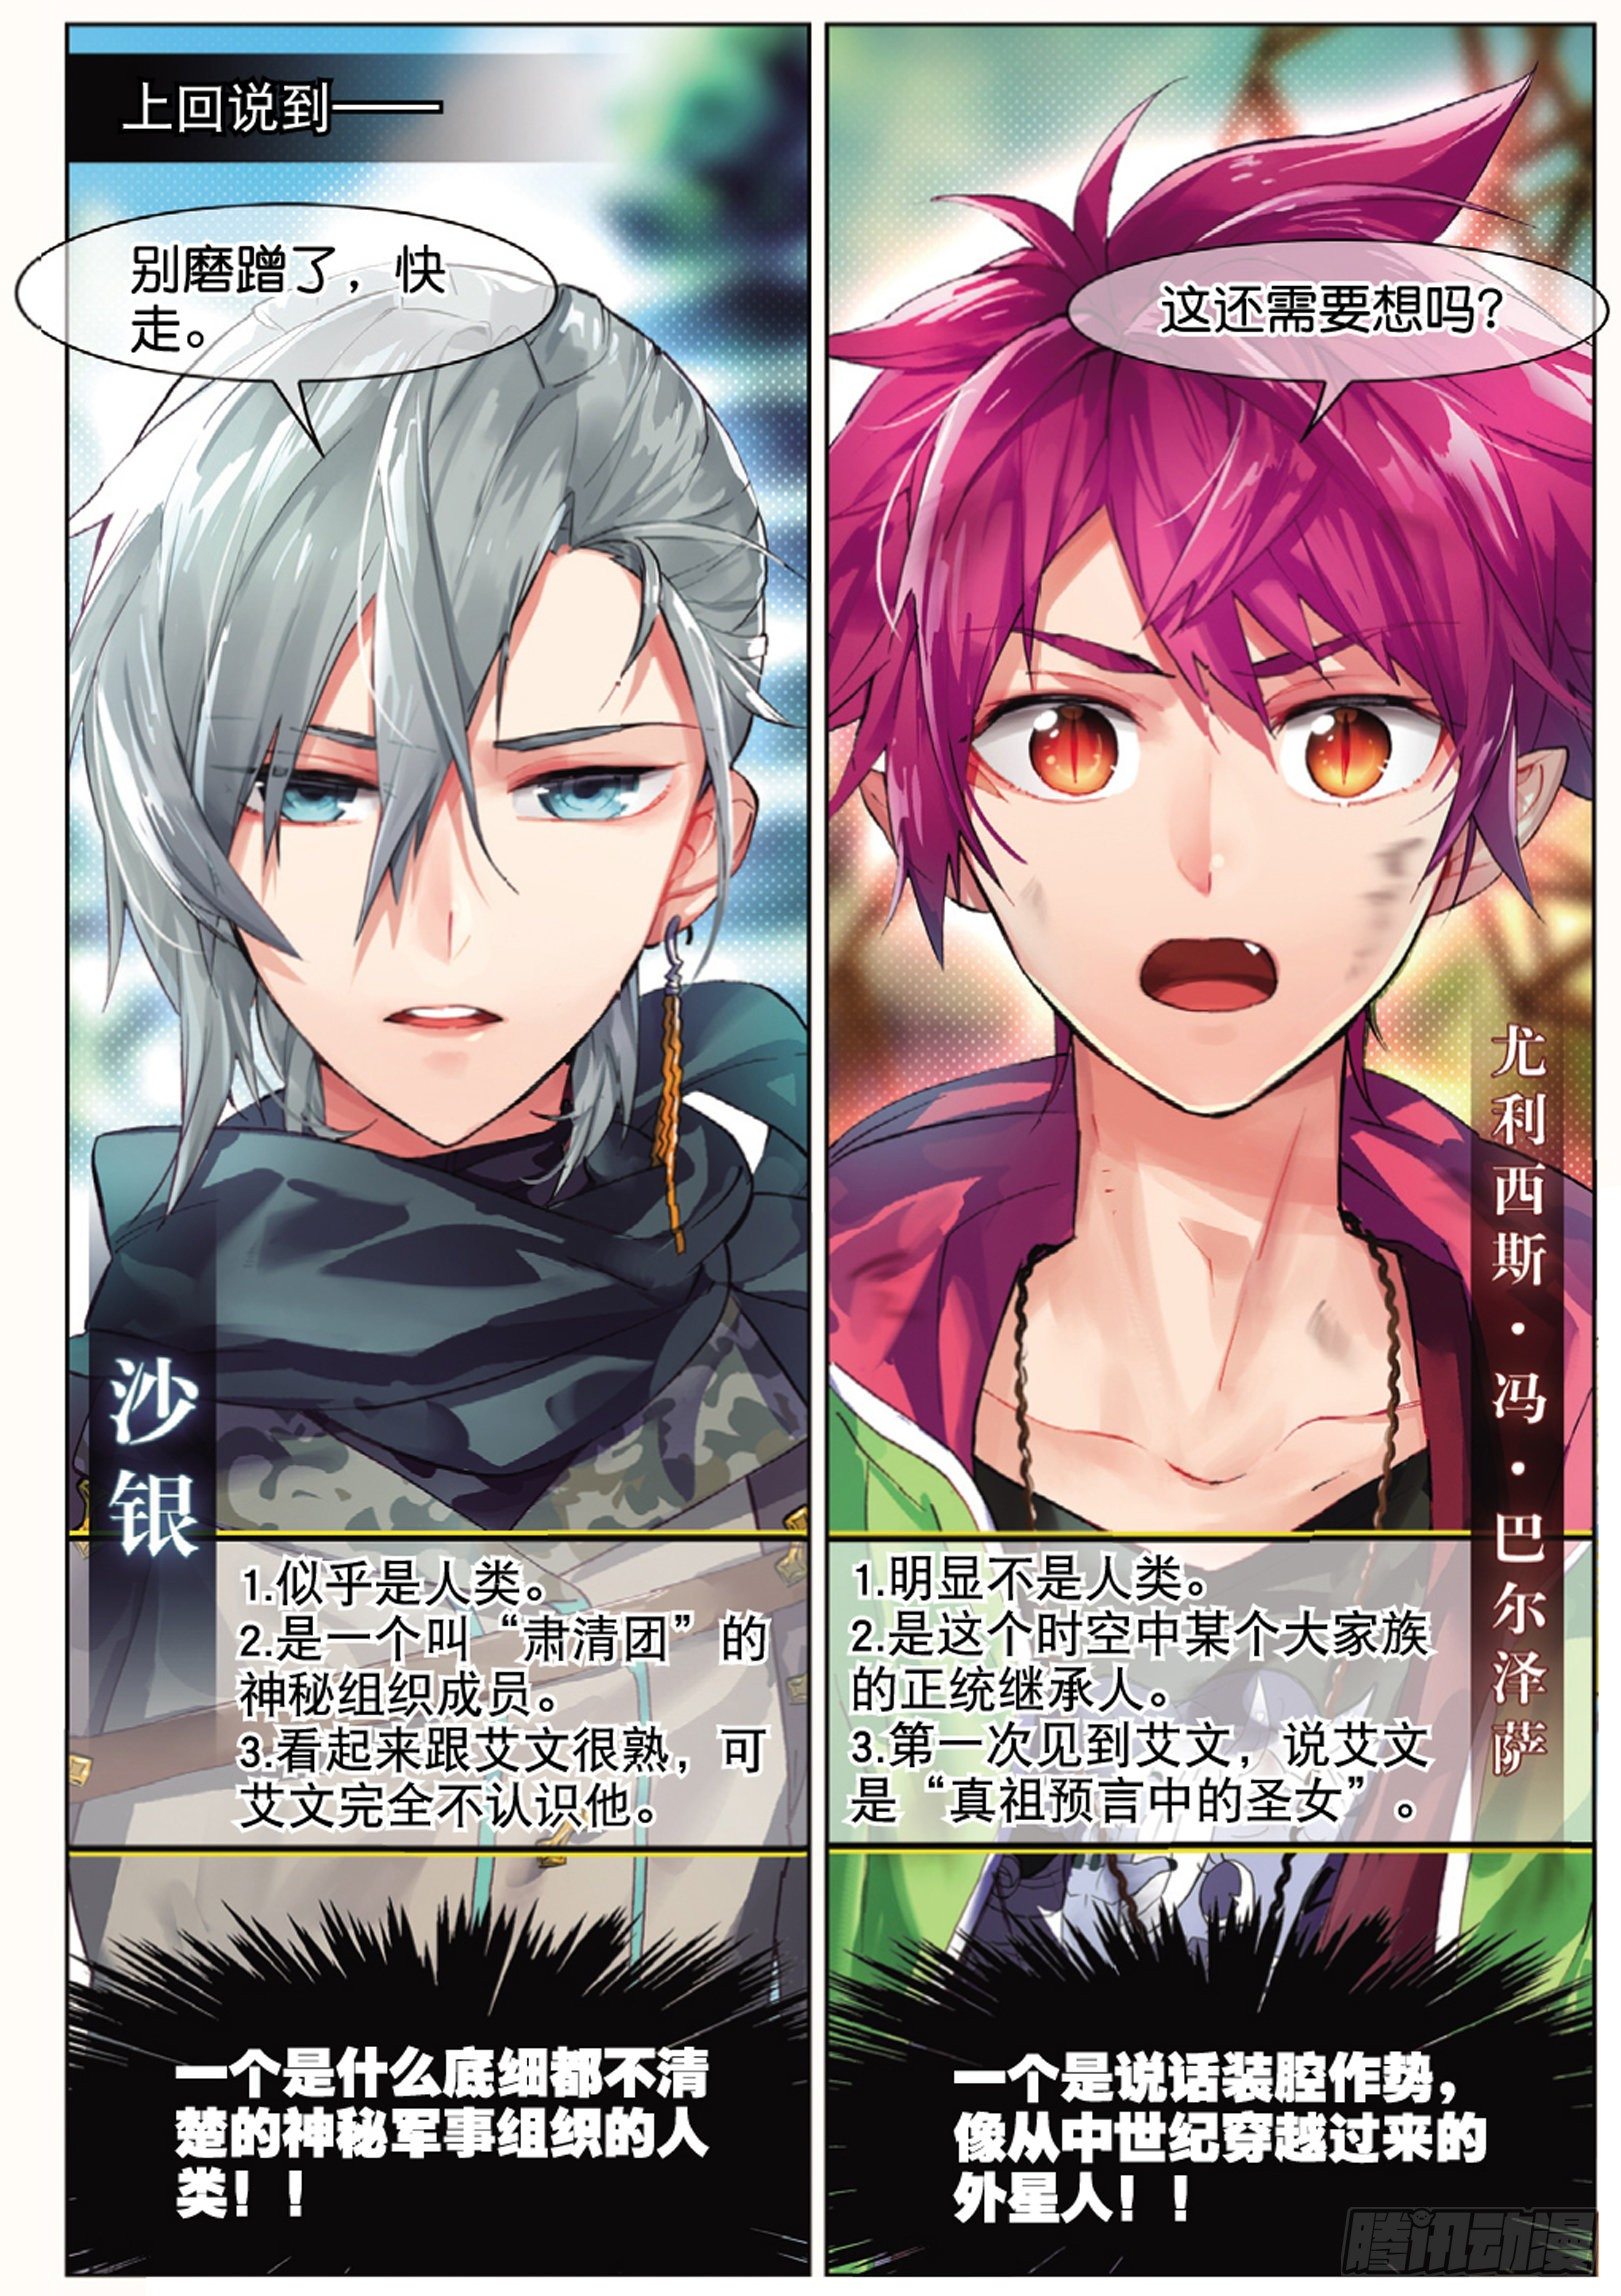 上回说到——
别磨蹭了，快
走。
沙银
1.似乎是人类。
2.是一个叫“肃清团”的
神秘组织成员。
3.看起来跟艾文很熟，可
艾文完全不认识他。
一个是什么底细都不清
楚的神秘军事组织的人
类！！
这还需要想吗？
尤利西斯·冯·巴尔泽萨
1.明显不是人类。
2.是这个时空中某个大家族
的正统继承人。
3.第一次见到艾文，说艾文
是“真祖预言中的圣女”。
一个是说话装腔作势，
像从中世纪穿越过来的
外星人！！
腾讯动漫